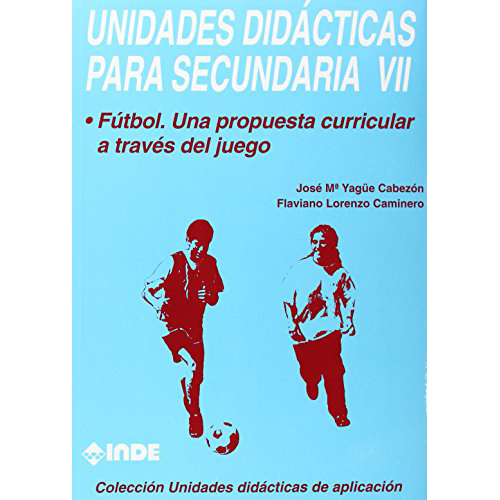 UNIDADES DIDÁCTICAS
PARA SECUNDARIA VII
• Fútbol. Una propuesta curricular
a través del juego
José Mª Yagüe Cabezón
Flaviano Lorenzo Caminero
INDE
Colección Unidades didácticas de aplicación